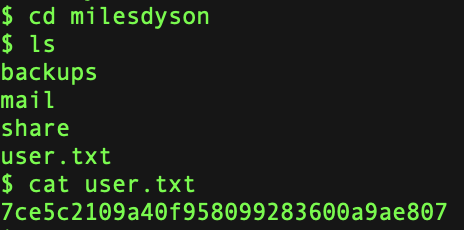 $ cd milesdyson
$ ls
backups
mail
share
user.txt
$ cat user.txt
7ce5c2109a40f958099283600a9ae807